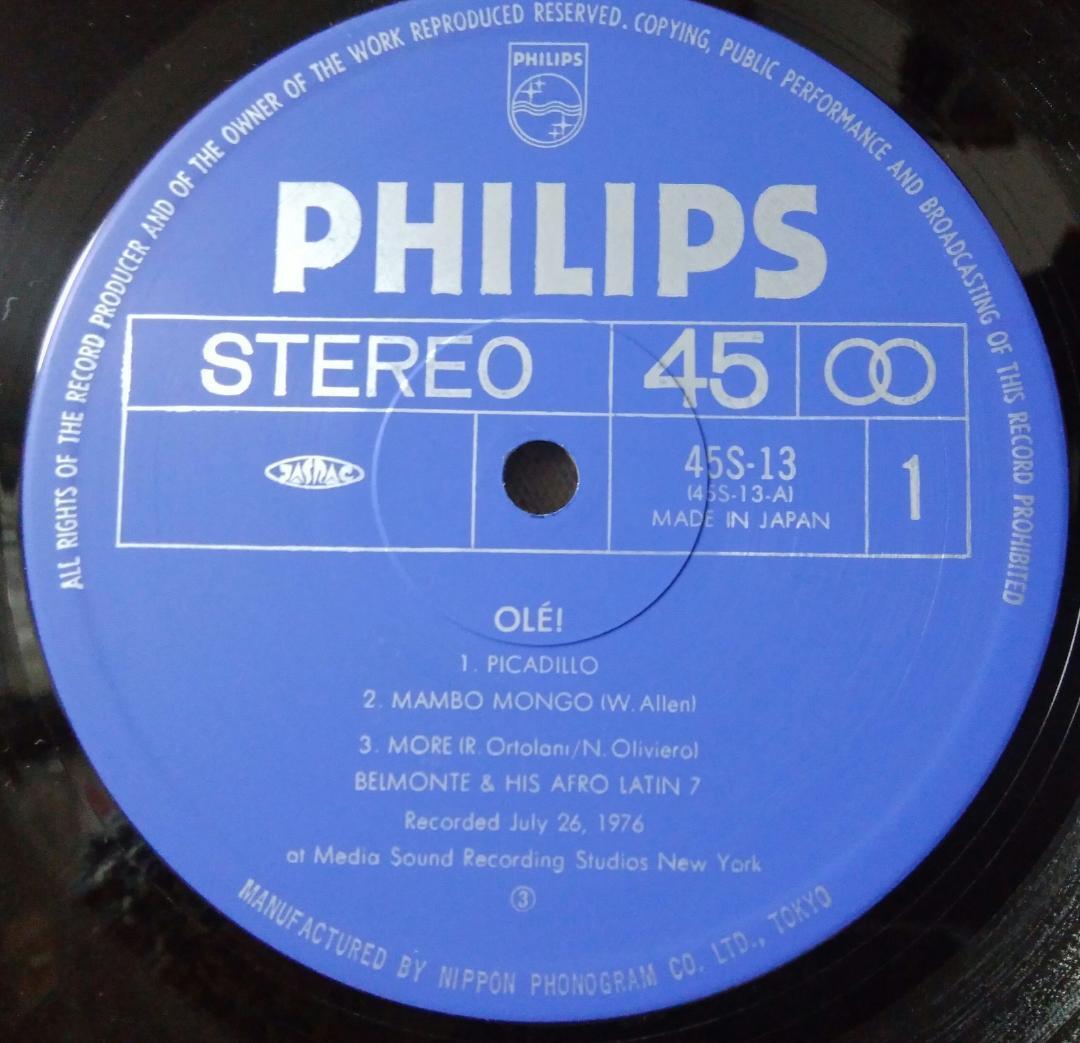 ALL RIGHTS OF THE RECORD PRODUCER AND OF THE OWNER OF THE WORK REPRODUCED RESERVED. COPYING, PUBLIC PERFORMANCE AND BROADCASTING OF THIS RECORD PROHIBITED
PHILIPS
PHILIPS
STEREO 45
JASRAC
45S-13
(45S-13-A)
MADE IN JAPAN
1
OLÉ!
1. PICADILLO
2. MAMBO MONGO (W. Allen)
3. MORE (R. Ortolani/N. Oliviero)
BELMONTE & HIS AFRO LATIN 7
Recorded July 26, 1976
at Media Sound Recording Studios New York
③
MANUFACTURED BY NIPPON PHONOGRAM CO. LTD., TOKYO